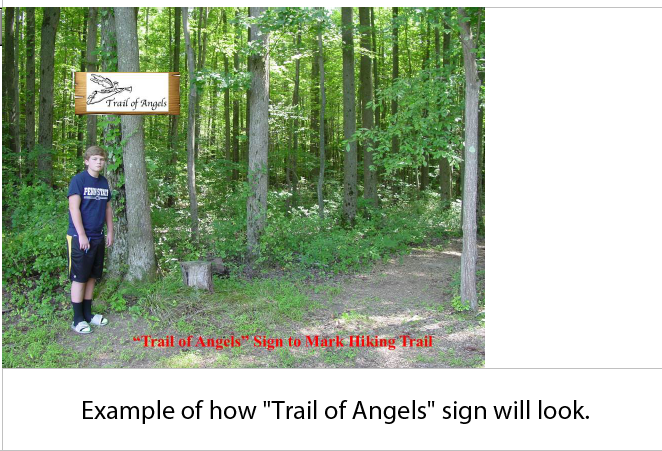 Trail of Angels
PENN STATE
“Trail of Angels” Sign to Mark Hiking Trail
Example of how "Trail of Angels" sign will look.